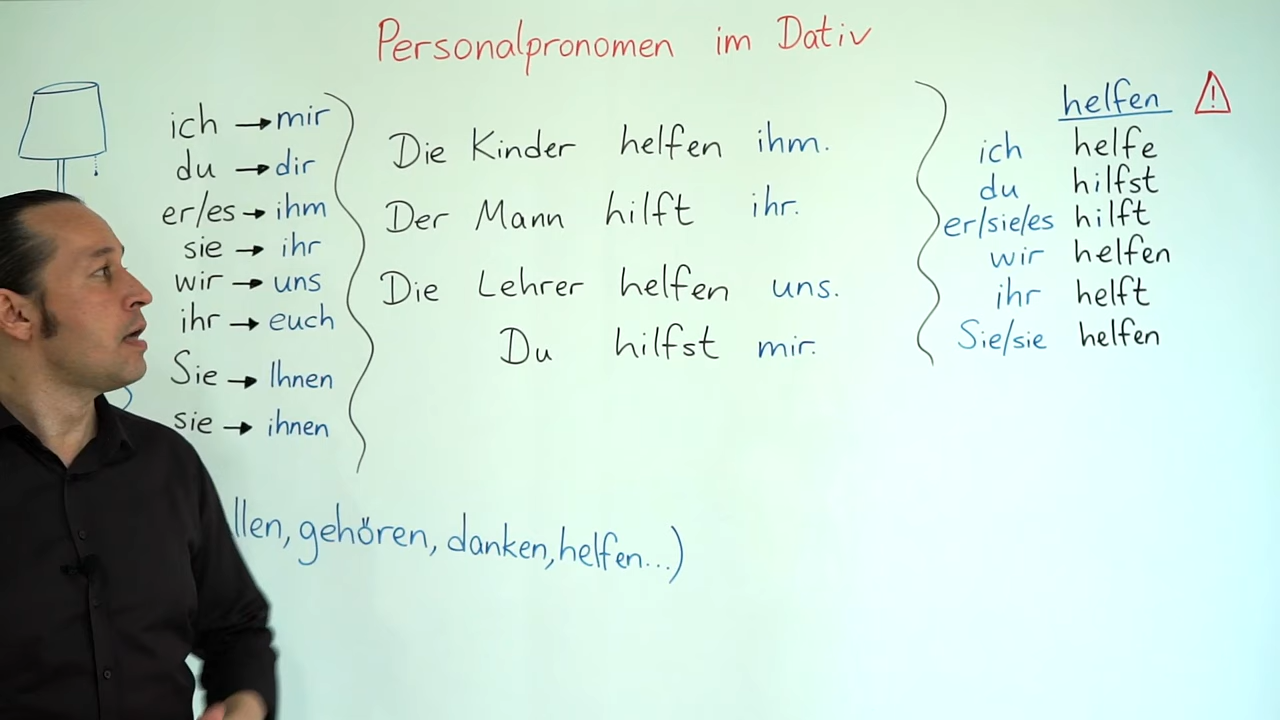 Personalpronomen im Dativ
ich → mir
du → dir
er/es → ihm
sie → ihr
wir → uns
ihr → euch
Sie → Ihnen
sie → ihnen
Die Kinder helfen ihm.
Der Mann hilft ihr.
Die Lehrer helfen uns.
Du hilfst mir.
helfen
ich helfe
du hilfst
er/sie/es hilft
wir helfen
ihr helft
Sie/sie helfen
gehören, danken, helfen...)